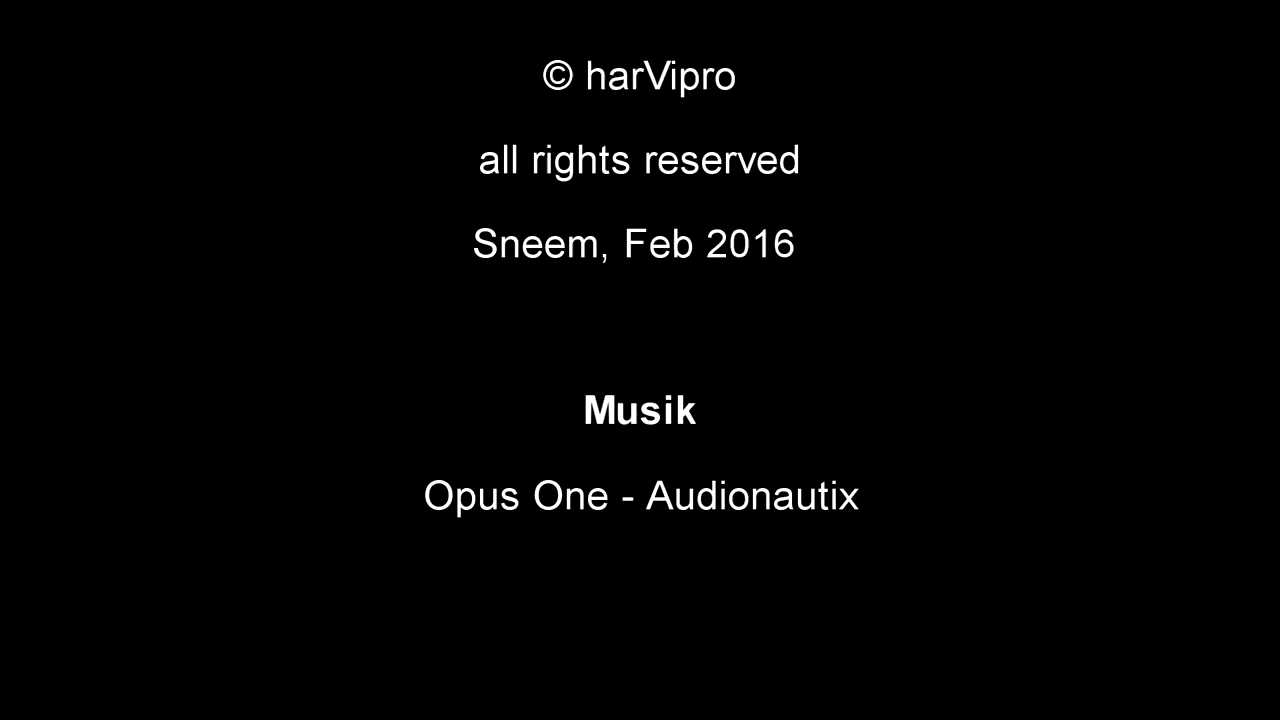 © harVipro
all rights reserved
Sneem, Feb 2016
Musik
Opus One - Audionautix